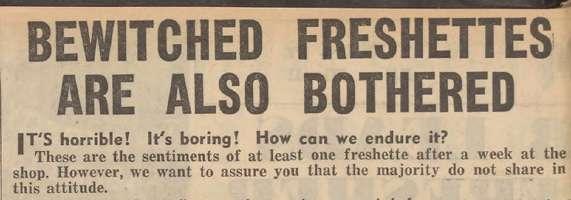 BEWITCHED FRESHETTES
ARE ALSO BOTHERED
IT'S horrible! It's boring! How can we endure it?
These are the sentiments of at least one freshette after a week at the
shop. However, we want to assure you that the majority do not share in
this attitude.